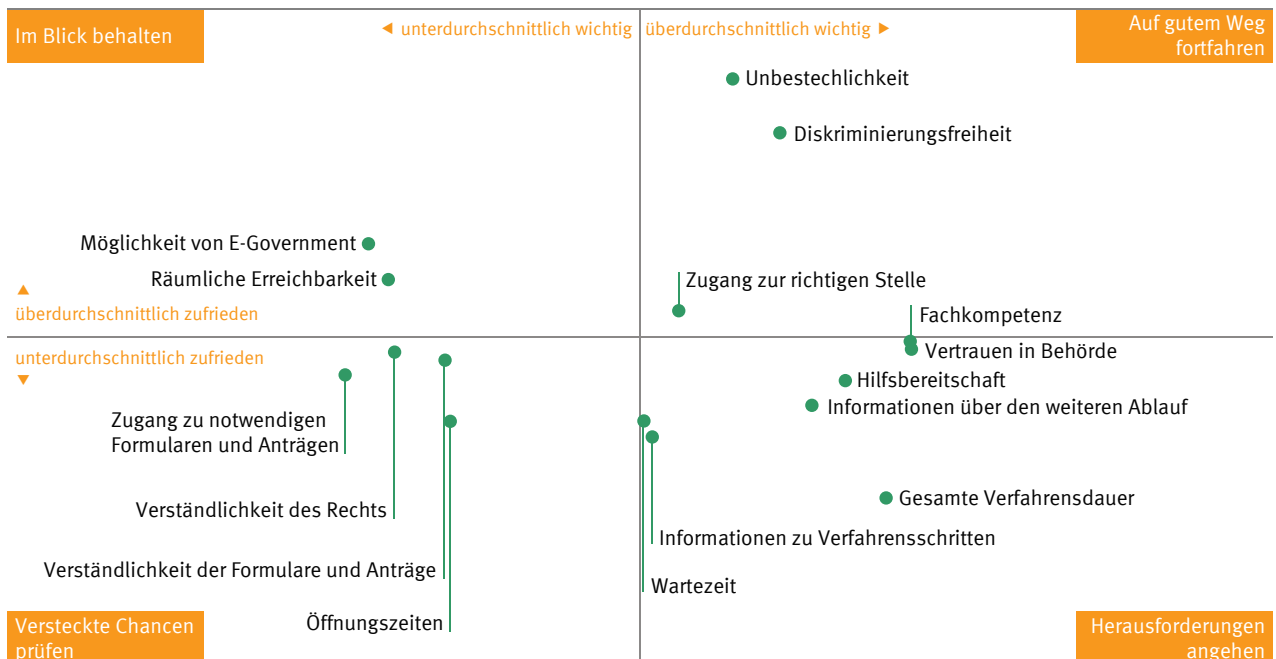 Im Blick behalten
◄ unterdurchschnittlich wichtig
überdurchschnittlich wichtig ►
Auf gutem Weg
fortfahren
Unbestechlichkeit
Diskriminierungsfreiheit
Möglichkeit von E-Government
Räumliche Erreichbarkeit
Zugang zur richtigen Stelle
▲
überdurchschnittlich zufrieden
Fachkompetenz
unterdurchschnittlich zufrieden
▼
Vertrauen in Behörde
Hilfsbereitschaft
Informationen über den weiteren Ablauf
Zugang zu notwendigen
Formularen und Anträgen
Gesamte Verfahrensdauer
Verständlichkeit des Rechts
Informationen zu Verfahrensschritten
Verständlichkeit der Formulare und Anträge
Wartezeit
Öffnungszeiten
Versteckte Chancen
prüfen
Herausforderungen
angehen